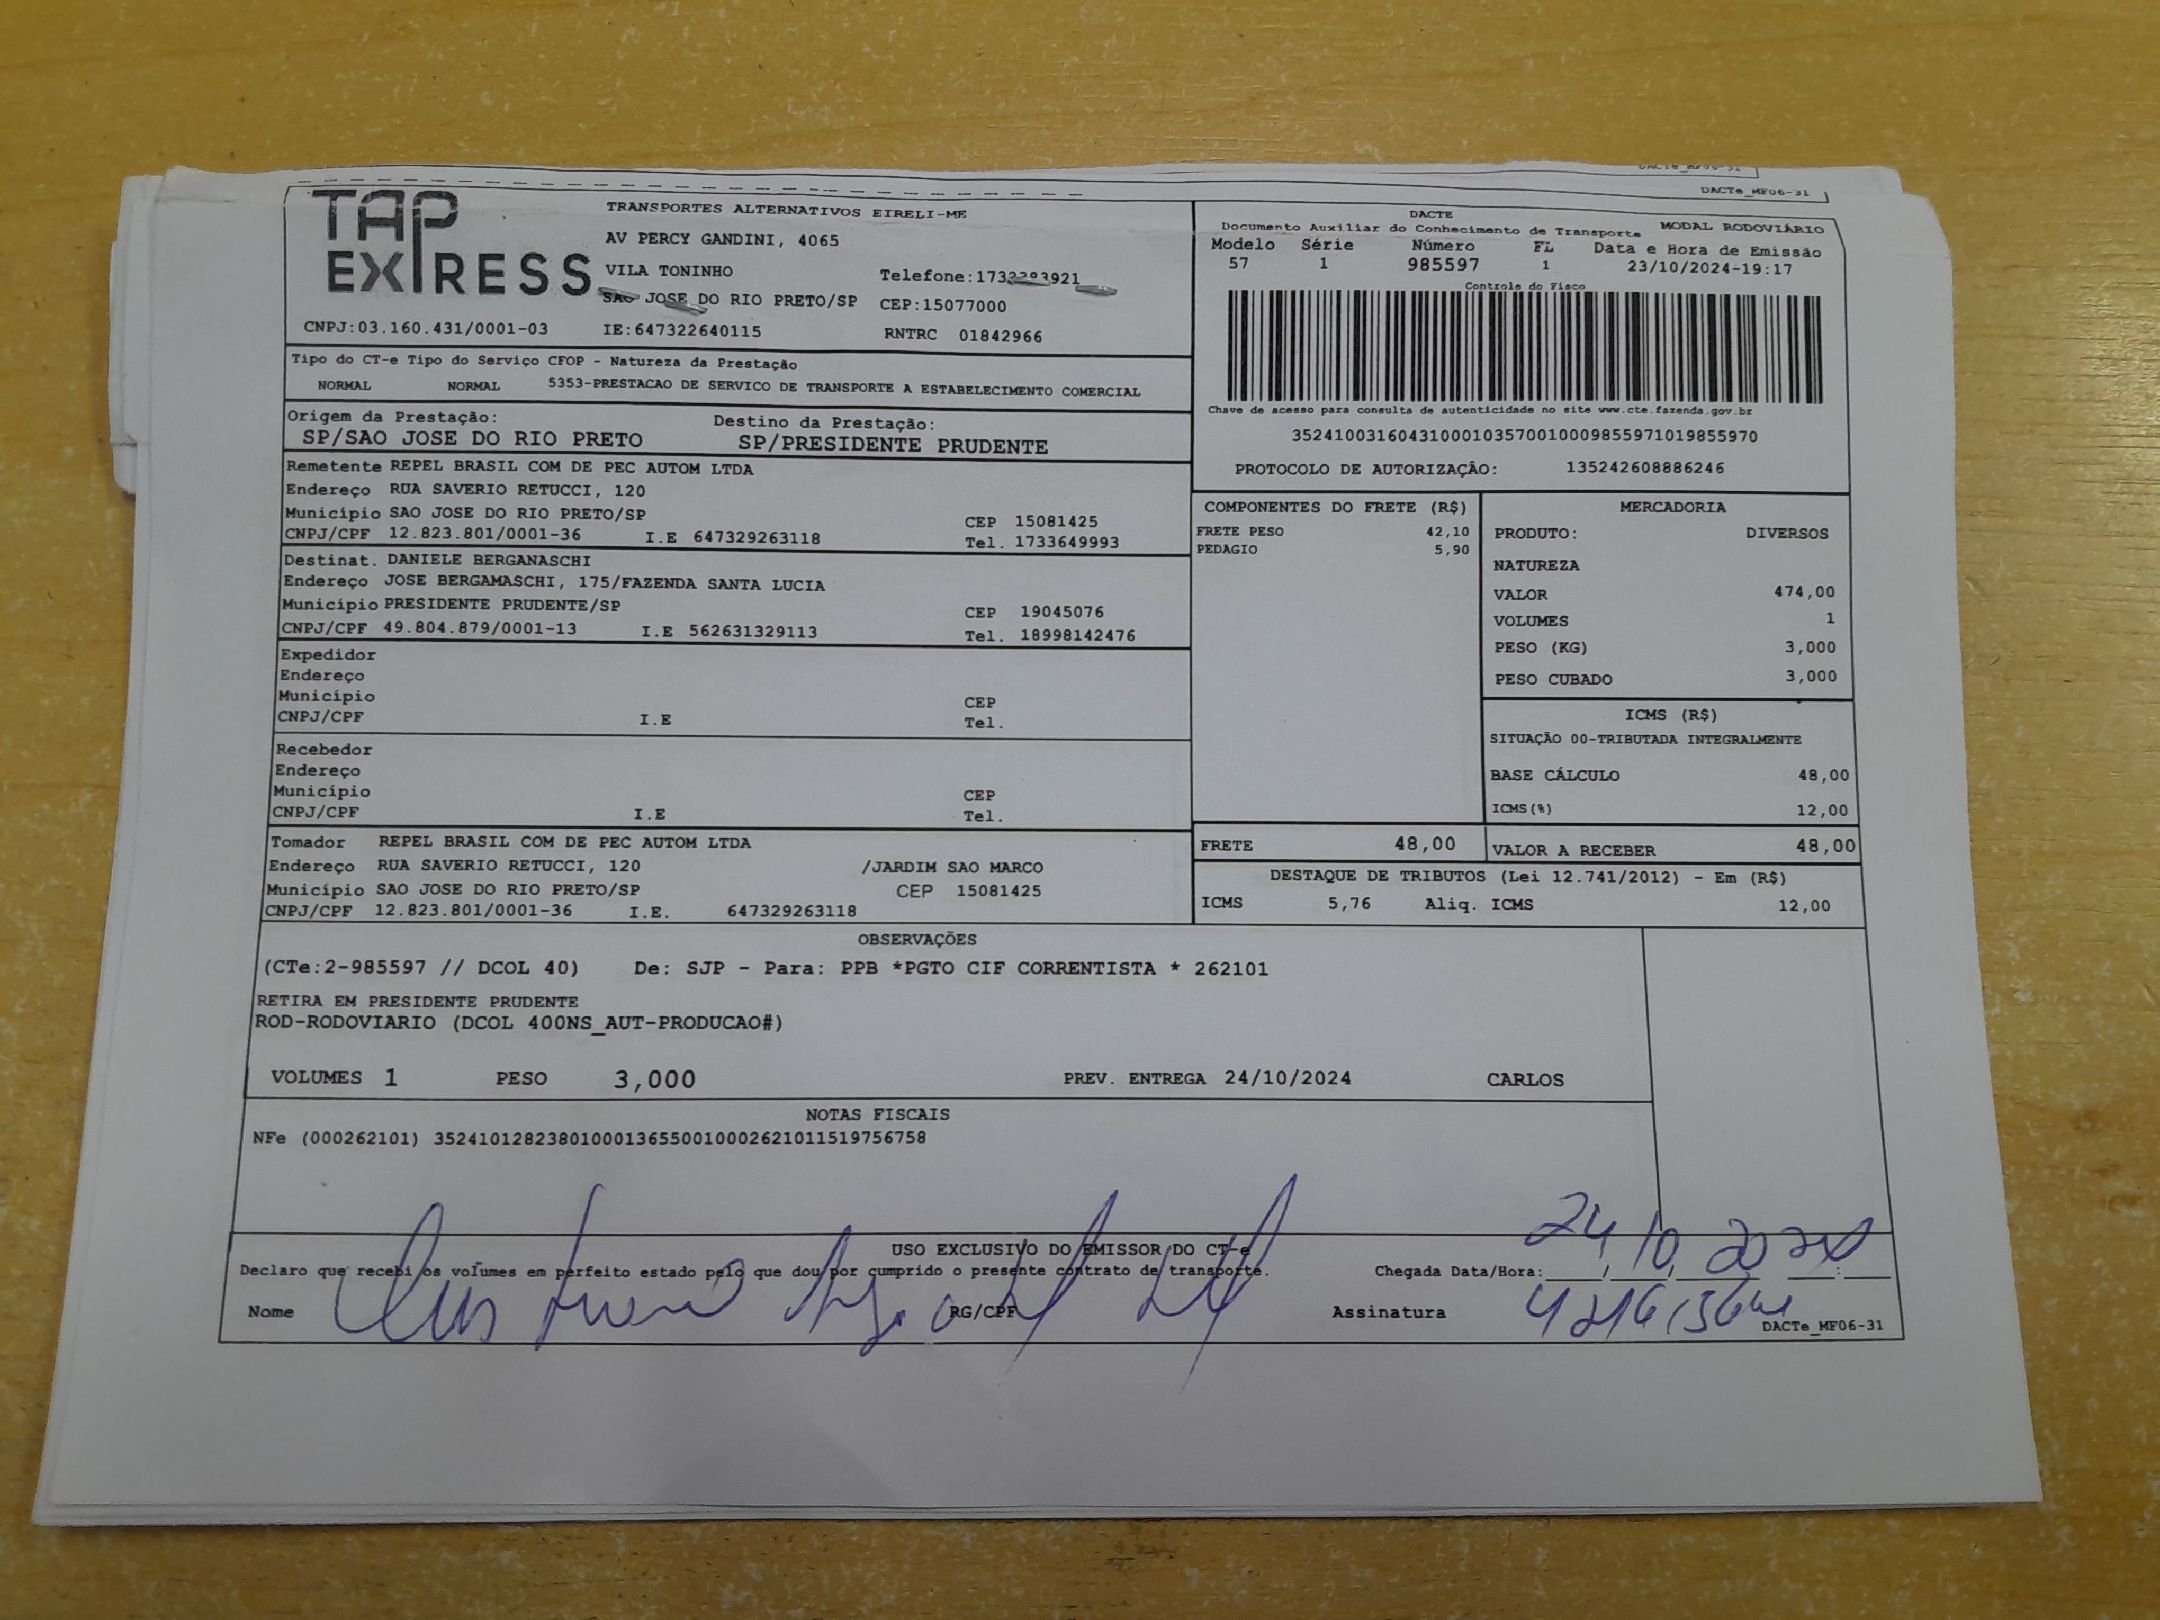 DACTe_MF06-31
DACTe_MF06-31
TAP EXPRESS
TRANSPORTES ALTERNATIVOS EIRELI-ME
AV PERCY GANDINI, 4065
VILA TONINHO Telefone:1733283921
SAO JOSE DO RIO PRETO/SP CEP:15077000
CNPJ:03.160.431/0001-03 IE:647322640115 RNTRC 01842966
DACTE
Documento Auxiliar do Conhecimento de Transporte MODAL RODOVIÁRIO
Modelo Série Número FL Data e Hora de Emissão
57 1 985597 1 23/10/2024-19:17
Controle do Fisco
Chave de acesso para consulta de autenticidade no site www.cte.fazenda.gov.br
35241003160431000103570010009855971019855970
PROTOCOLO DE AUTORIZAÇÃO: 135242608886246
Tipo do CT-e Tipo do Serviço CFOP - Natureza da Prestação
NORMAL NORMAL 5353-PRESTACAO DE SERVICO DE TRANSPORTE A ESTABELECIMENTO COMERCIAL
Origem da Prestação: Destino da Prestação:
SP/SAO JOSE DO RIO PRETO SP/PRESIDENTE PRUDENTE
Remetente REPEL BRASIL COM DE PEC AUTOM LTDA
Endereço RUA SAVERIO RETUCCI, 120
Município SAO JOSE DO RIO PRETO/SP CEP 15081425
CNPJ/CPF 12.823.801/0001-36 I.E 647329263118 Tel. 1733649993
Destinat. DANIELE BERGANASCHI
Endereço JOSE BERGAMASCHI, 175/FAZENDA SANTA LUCIA
Município PRESIDENTE PRUDENTE/SP CEP 19045076
CNPJ/CPF 49.804.879/0001-13 I.E 562631329113 Tel. 18998142476
Expedidor
Endereço
Município CEP
CNPJ/CPF I.E Tel.
Recebedor
Endereço
Município CEP
CNPJ/CPF I.E Tel.
Tomador REPEL BRASIL COM DE PEC AUTOM LTDA
Endereço RUA SAVERIO RETUCCI, 120 /JARDIM SAO MARCO
Município SAO JOSE DO RIO PRETO/SP CEP 15081425
CNPJ/CPF 12.823.801/0001-36 I.E. 647329263118
COMPONENTES DO FRETE (R$)
FRETE PESO 42,10
PEDAGIO 5,90
MERCADORIA
PRODUTO: DIVERSOS
NATUREZA
VALOR 474,00
VOLUMES 1
PESO (KG) 3,000
PESO CUBADO 3,000
ICMS (R$)
SITUAÇÃO 00-TRIBUTADA INTEGRALMENTE
BASE CÁLCULO 48,00
ICMS(%) 12,00
FRETE 48,00 VALOR A RECEBER 48,00
DESTAQUE DE TRIBUTOS (Lei 12.741/2012) - Em (R$)
ICMS 5,76 Aliq. ICMS 12,00
OBSERVAÇÕES
(CTe:2-985597 // DCOL 40) De: SJP - Para: PPB *PGTO CIF CORRENTISTA * 262101
RETIRA EM PRESIDENTE PRUDENTE
ROD-RODOVIARIO (DCOL 400NS_AUT-PRODUCAO#)
VOLUMES 1 PESO 3,000 PREV. ENTREGA 24/10/2024 CARLOS
NOTAS FISCAIS
NFe (000262101) 35241012823801000136550010002621011519756758
USO EXCLUSIVO DO EMISSOR DO CT-e
Declaro que recebi os volumes em perfeito estado pelo que dou por cumprido o presente contrato de transporte. Chegada Data/Hora: 24/10/2024
Nome RG/CPF Assinatura
DACTe_MF06-31